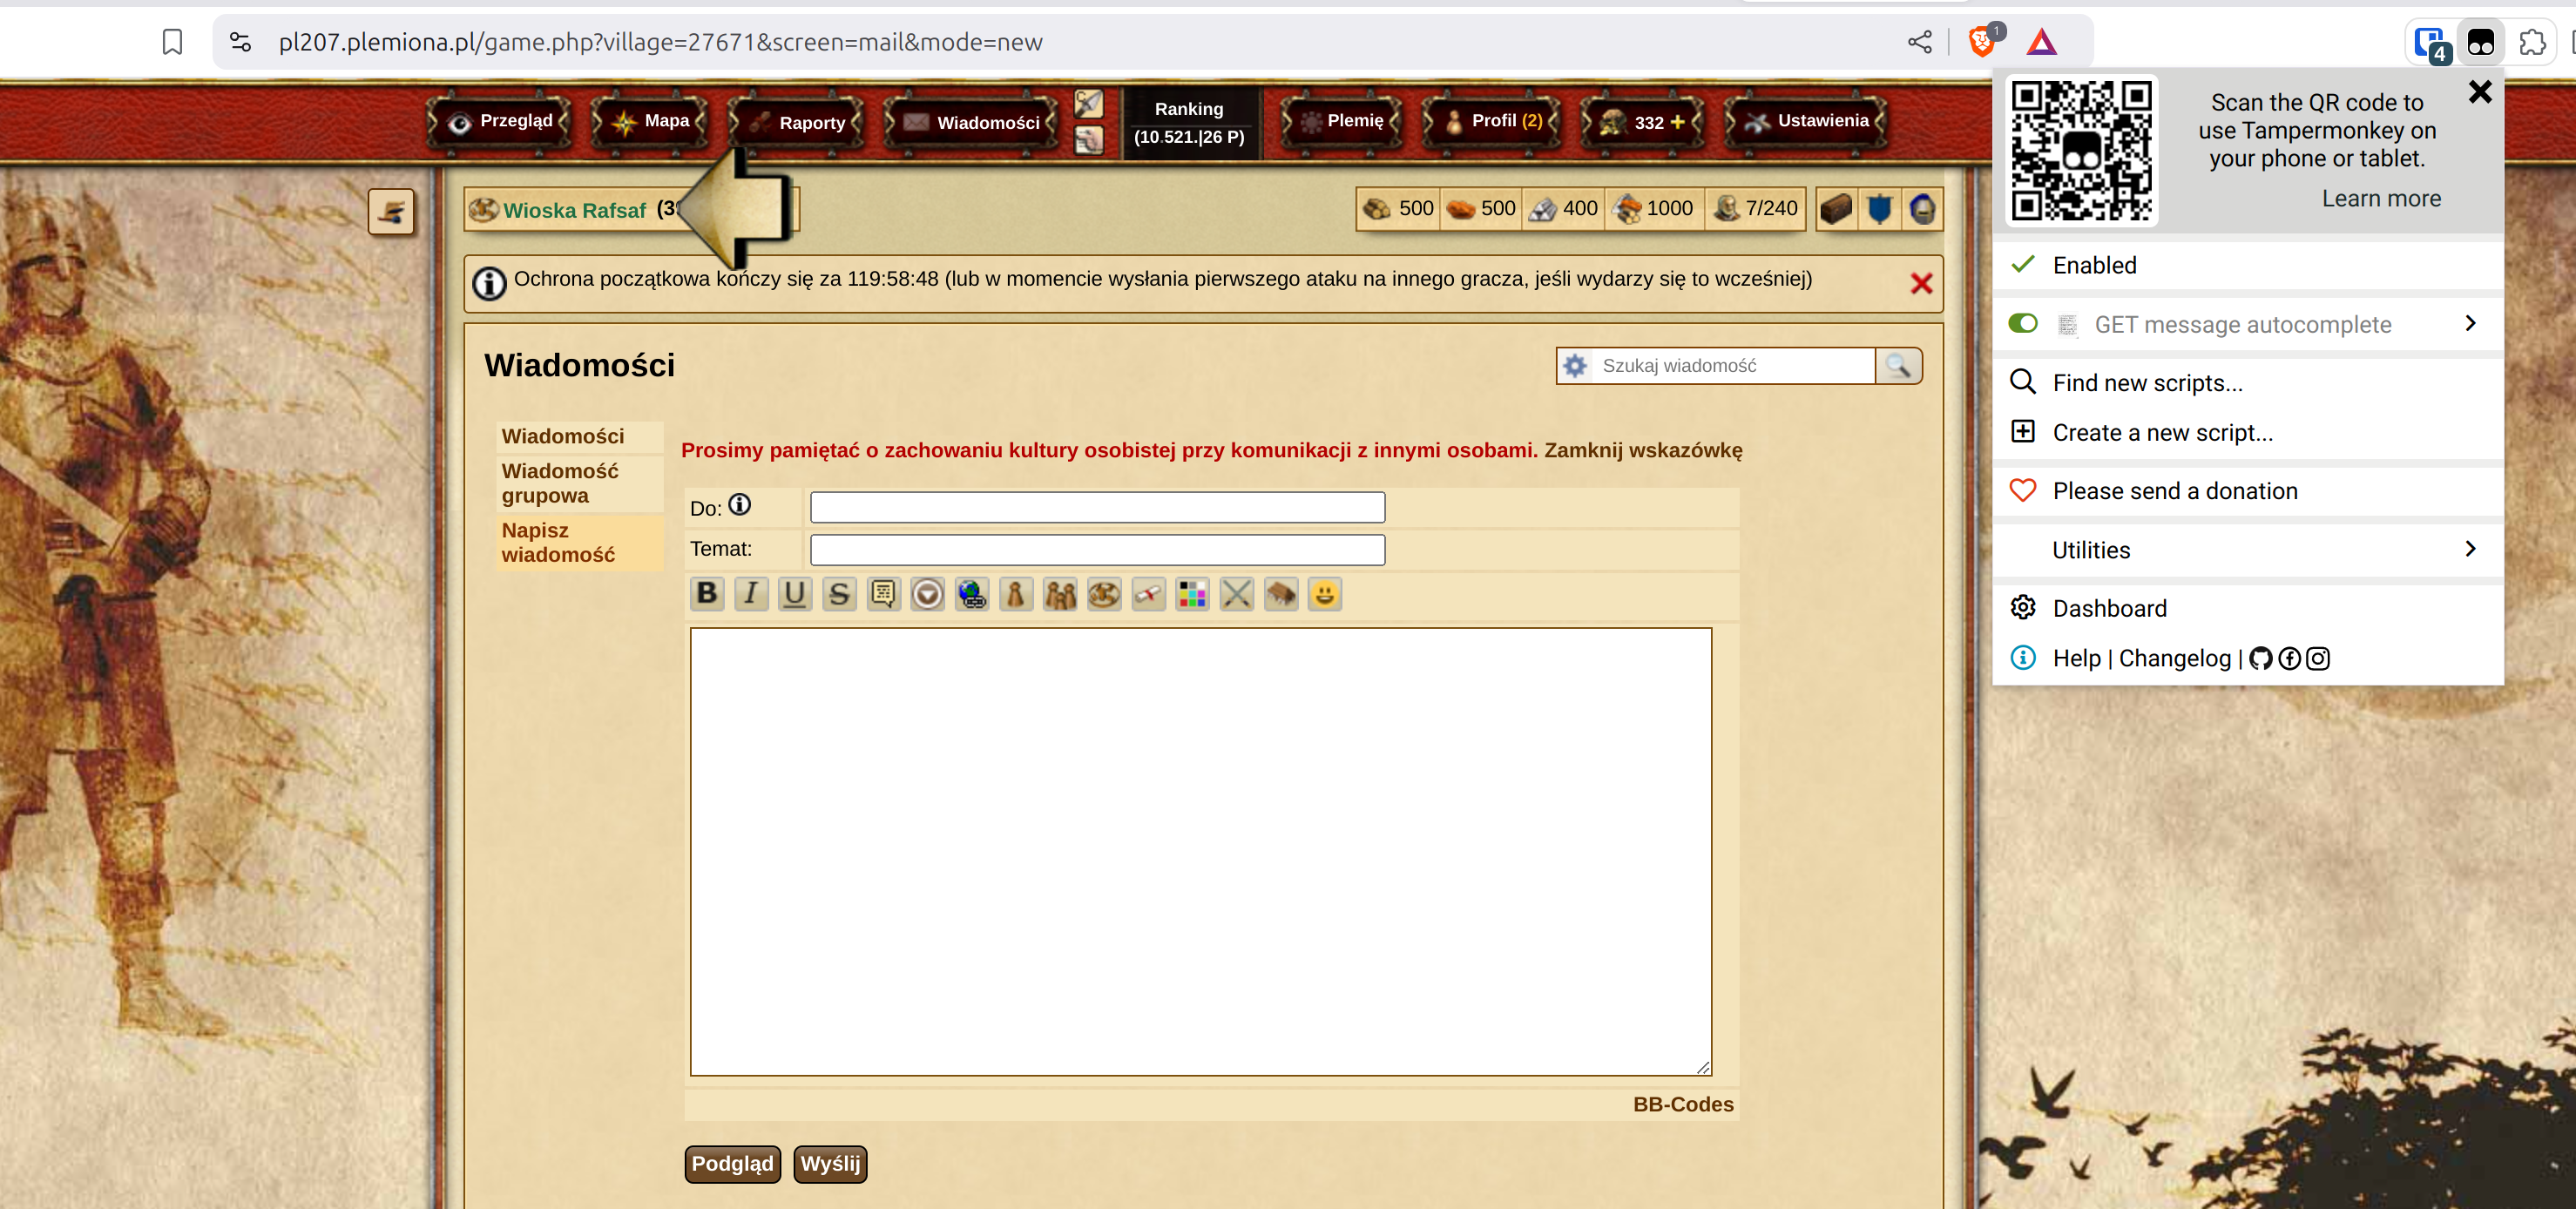 pl207.plemiona.pl/game.php?village=27671&screen=mail&mode=new
1
4
Przegląd
Mapa
Raporty
Wiadomości
Ranking
(10.521.|26 P)
Plemię
Profil (2)
332 +
Ustawienia
Wioska Rafsaf
500
500
400
1000
7/240
Ochrona początkowa kończy się za 119:58:48 (lub w momencie wysłania pierwszego ataku na innego gracza, jeśli wydarzy się to wcześniej)
Wiadomości
Szukaj wiadomość
Wiadomości
Wiadomość
grupowa
Napisz
wiadomość
Prosimy pamiętać o zachowaniu kultury osobistej przy komunikacji z innymi osobami. Zamknij wskazówkę
Do:
Temat:
B I U S
BB-Codes
Podgląd
Wyślij
Scan the QR code to
use Tampermonkey on
your phone or tablet.
Learn more
Enabled
GET message autocomplete
Find new scripts...
Create a new script...
Please send a donation
Utilities
Dashboard
Help | Changelog |